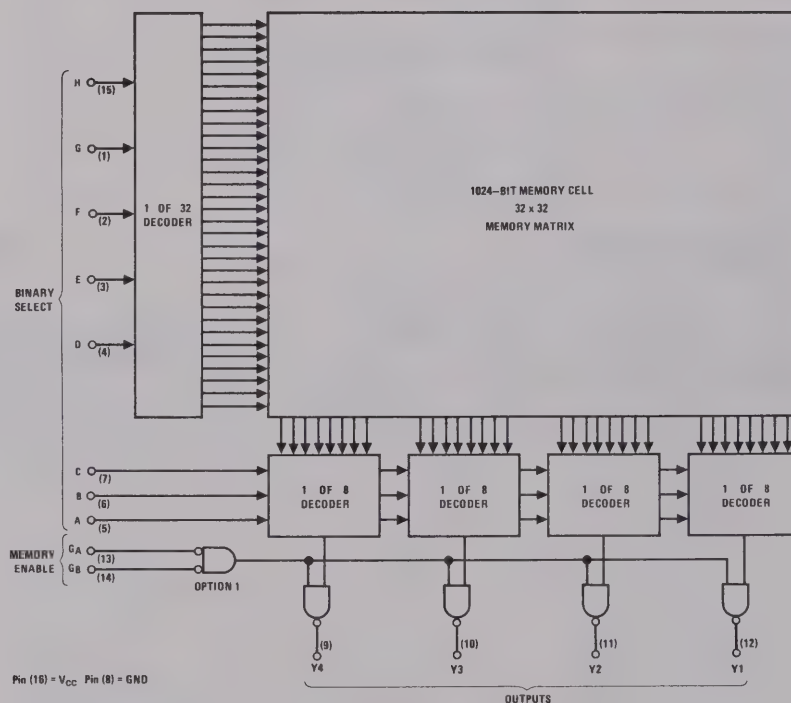 H
(15)
G
(1)
F
(2)
E
(3)
D
(4)
BINARY
SELECT
1 OF 32
DECODER
1024–BIT MEMORY CELL
32 x 32
MEMORY MATRIX
C
(7)
B
(6)
A
(5)
1 OF 8
DECODER
1 OF 8
DECODER
1 OF 8
DECODER
1 OF 8
DECODER
MEMORY
ENABLE
GA
(13)
GB
(14)
OPTION 1
(9)
(10)
(11)
(12)
Y4
Y3
Y2
Y1
Pin (16) = VCC Pin (8) = GND
OUTPUTS